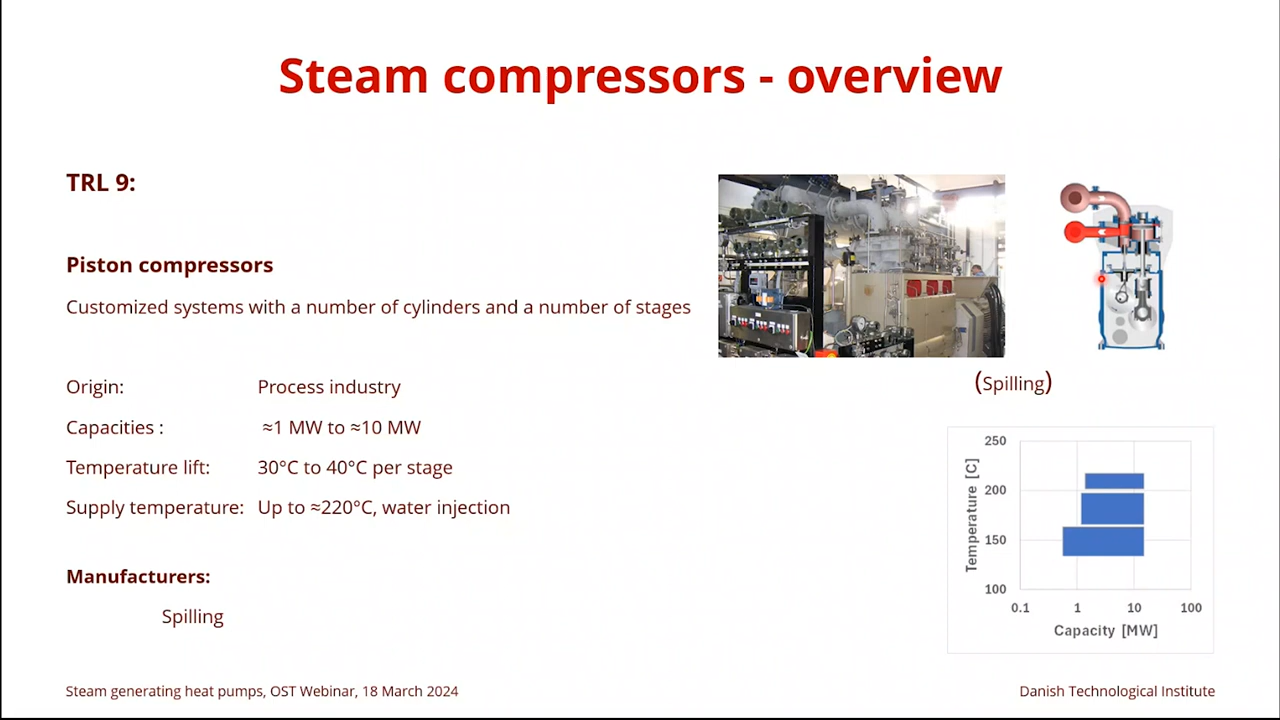 Steam compressors - overview
TRL 9:
Piston compressors
Customized systems with a number of cylinders and a number of stages
Origin: Process industry
Capacities : ≈1 MW to ≈10 MW
Temperature lift: 30°C to 40°C per stage
Supply temperature: Up to ≈220°C, water injection
Manufacturers:
Spilling
(Spilling)
250
200
150
100
Temperature [C]
0.1 1 10 100
Capacity [MW]
Steam generating heat pumps, OST Webinar, 18 March 2024
Danish Technological Institute